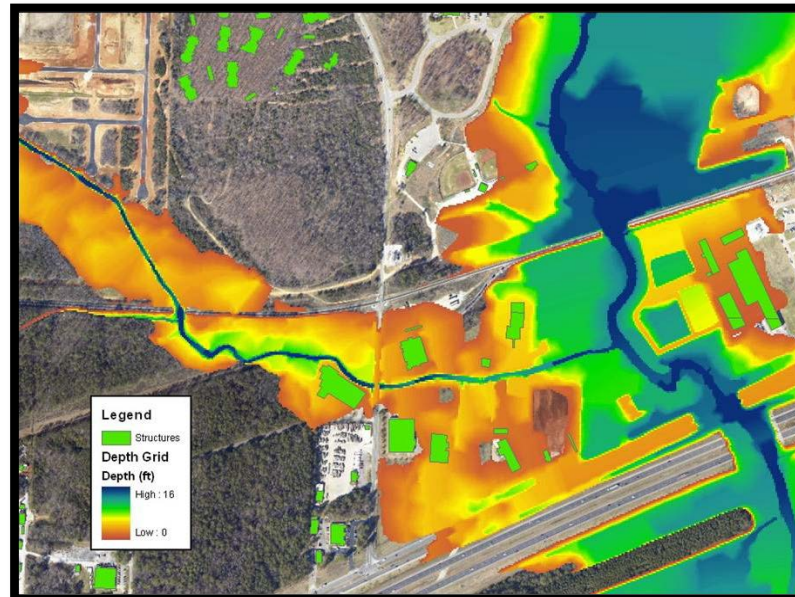 Legend
Structures
Depth Grid
Depth (ft)
High : 16
Low : 0